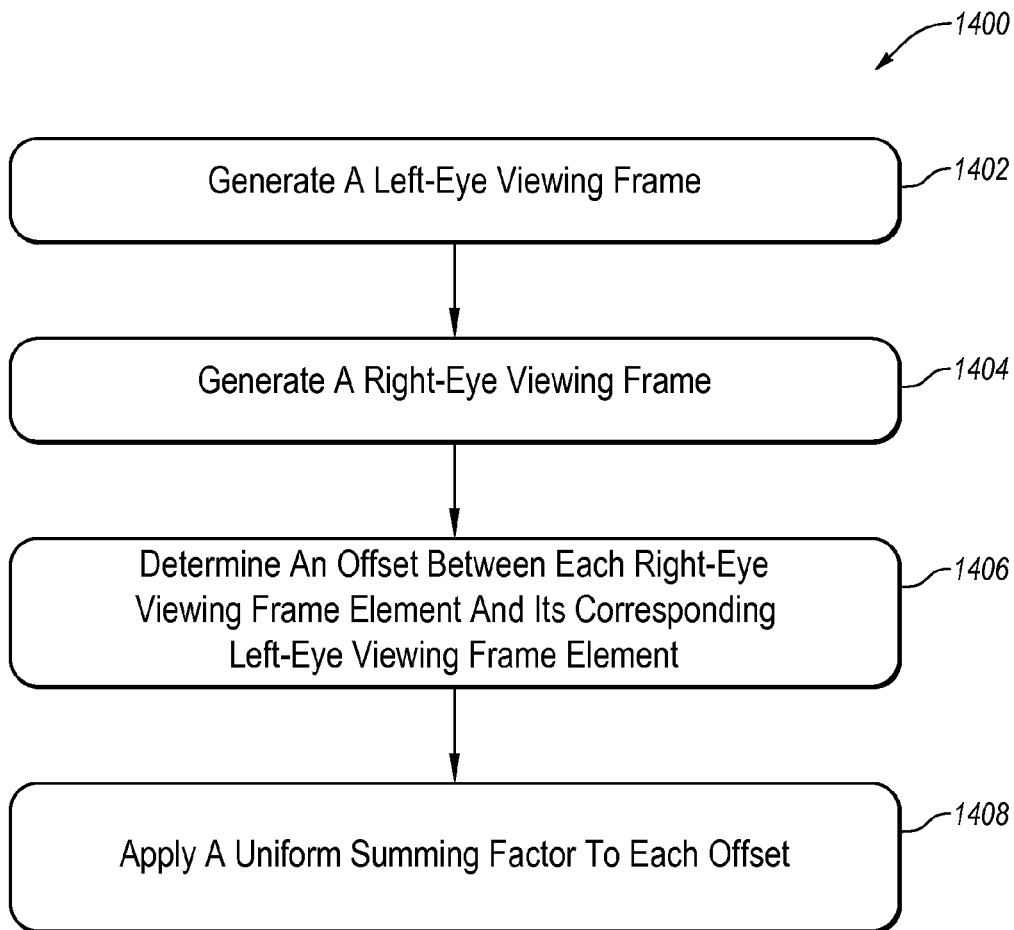 1400
Generate A Left-Eye Viewing Frame
1402
Generate A Right-Eye Viewing Frame
1404
Determine An Offset Between Each Right-Eye
Viewing Frame Element And Its Corresponding
Left-Eye Viewing Frame Element
1406
Apply A Uniform Summing Factor To Each Offset
1408